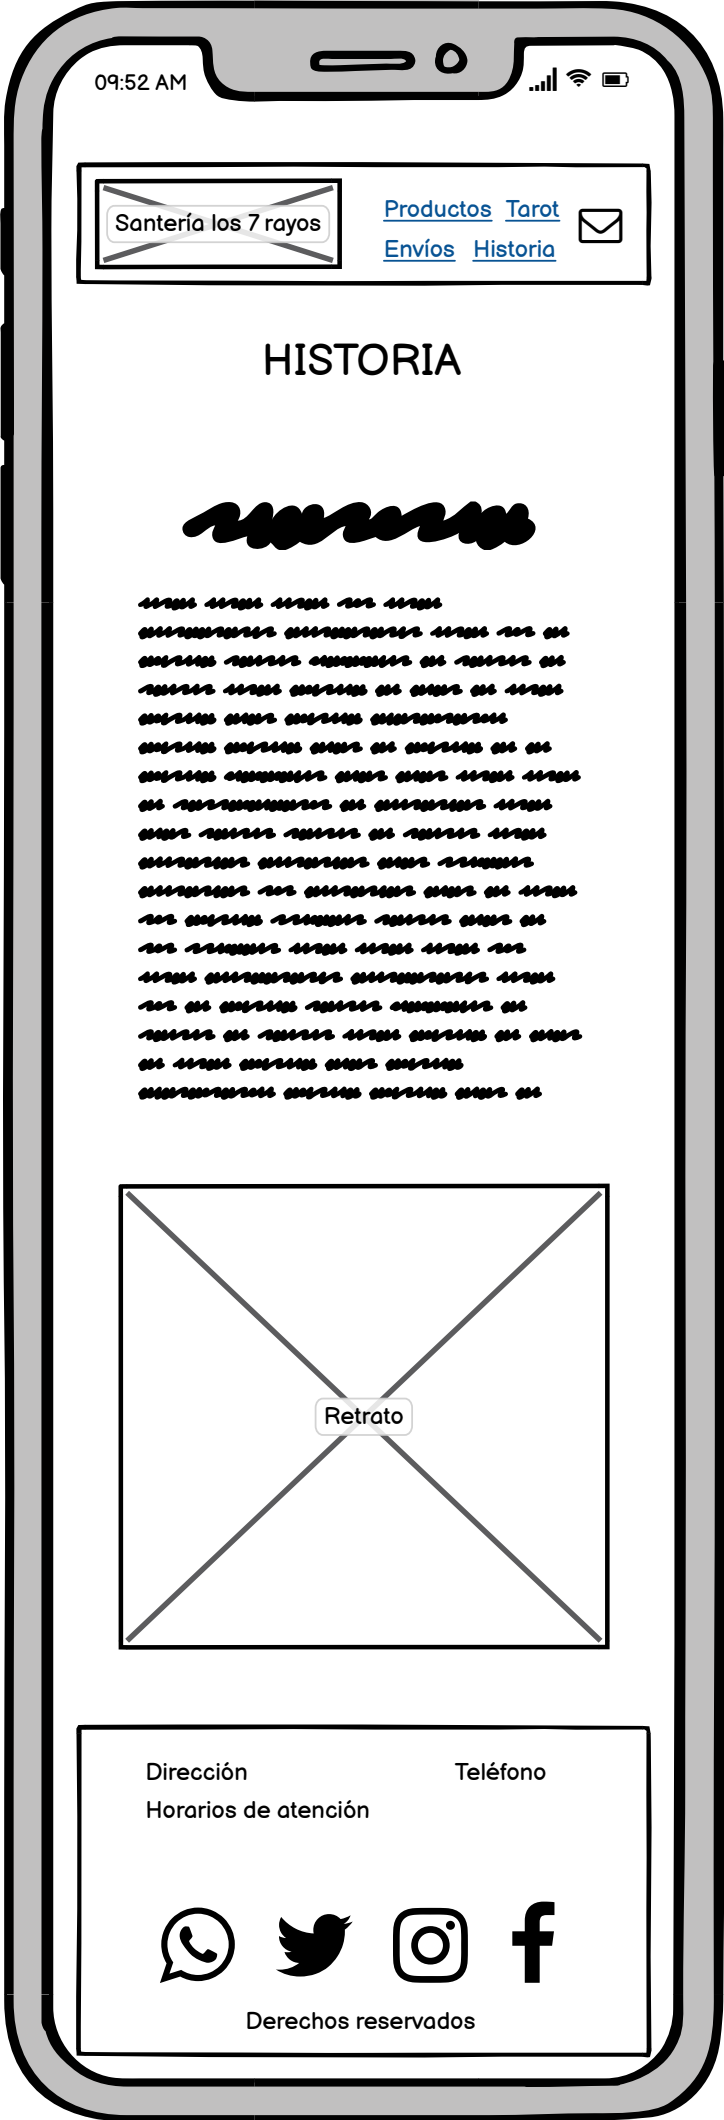 09:52 AM
Santería los 7 rayos
Productos Tarot
Envíos Historia
HISTORIA
Retrato
Dirección Teléfono
Horarios de atención
Derechos reservados